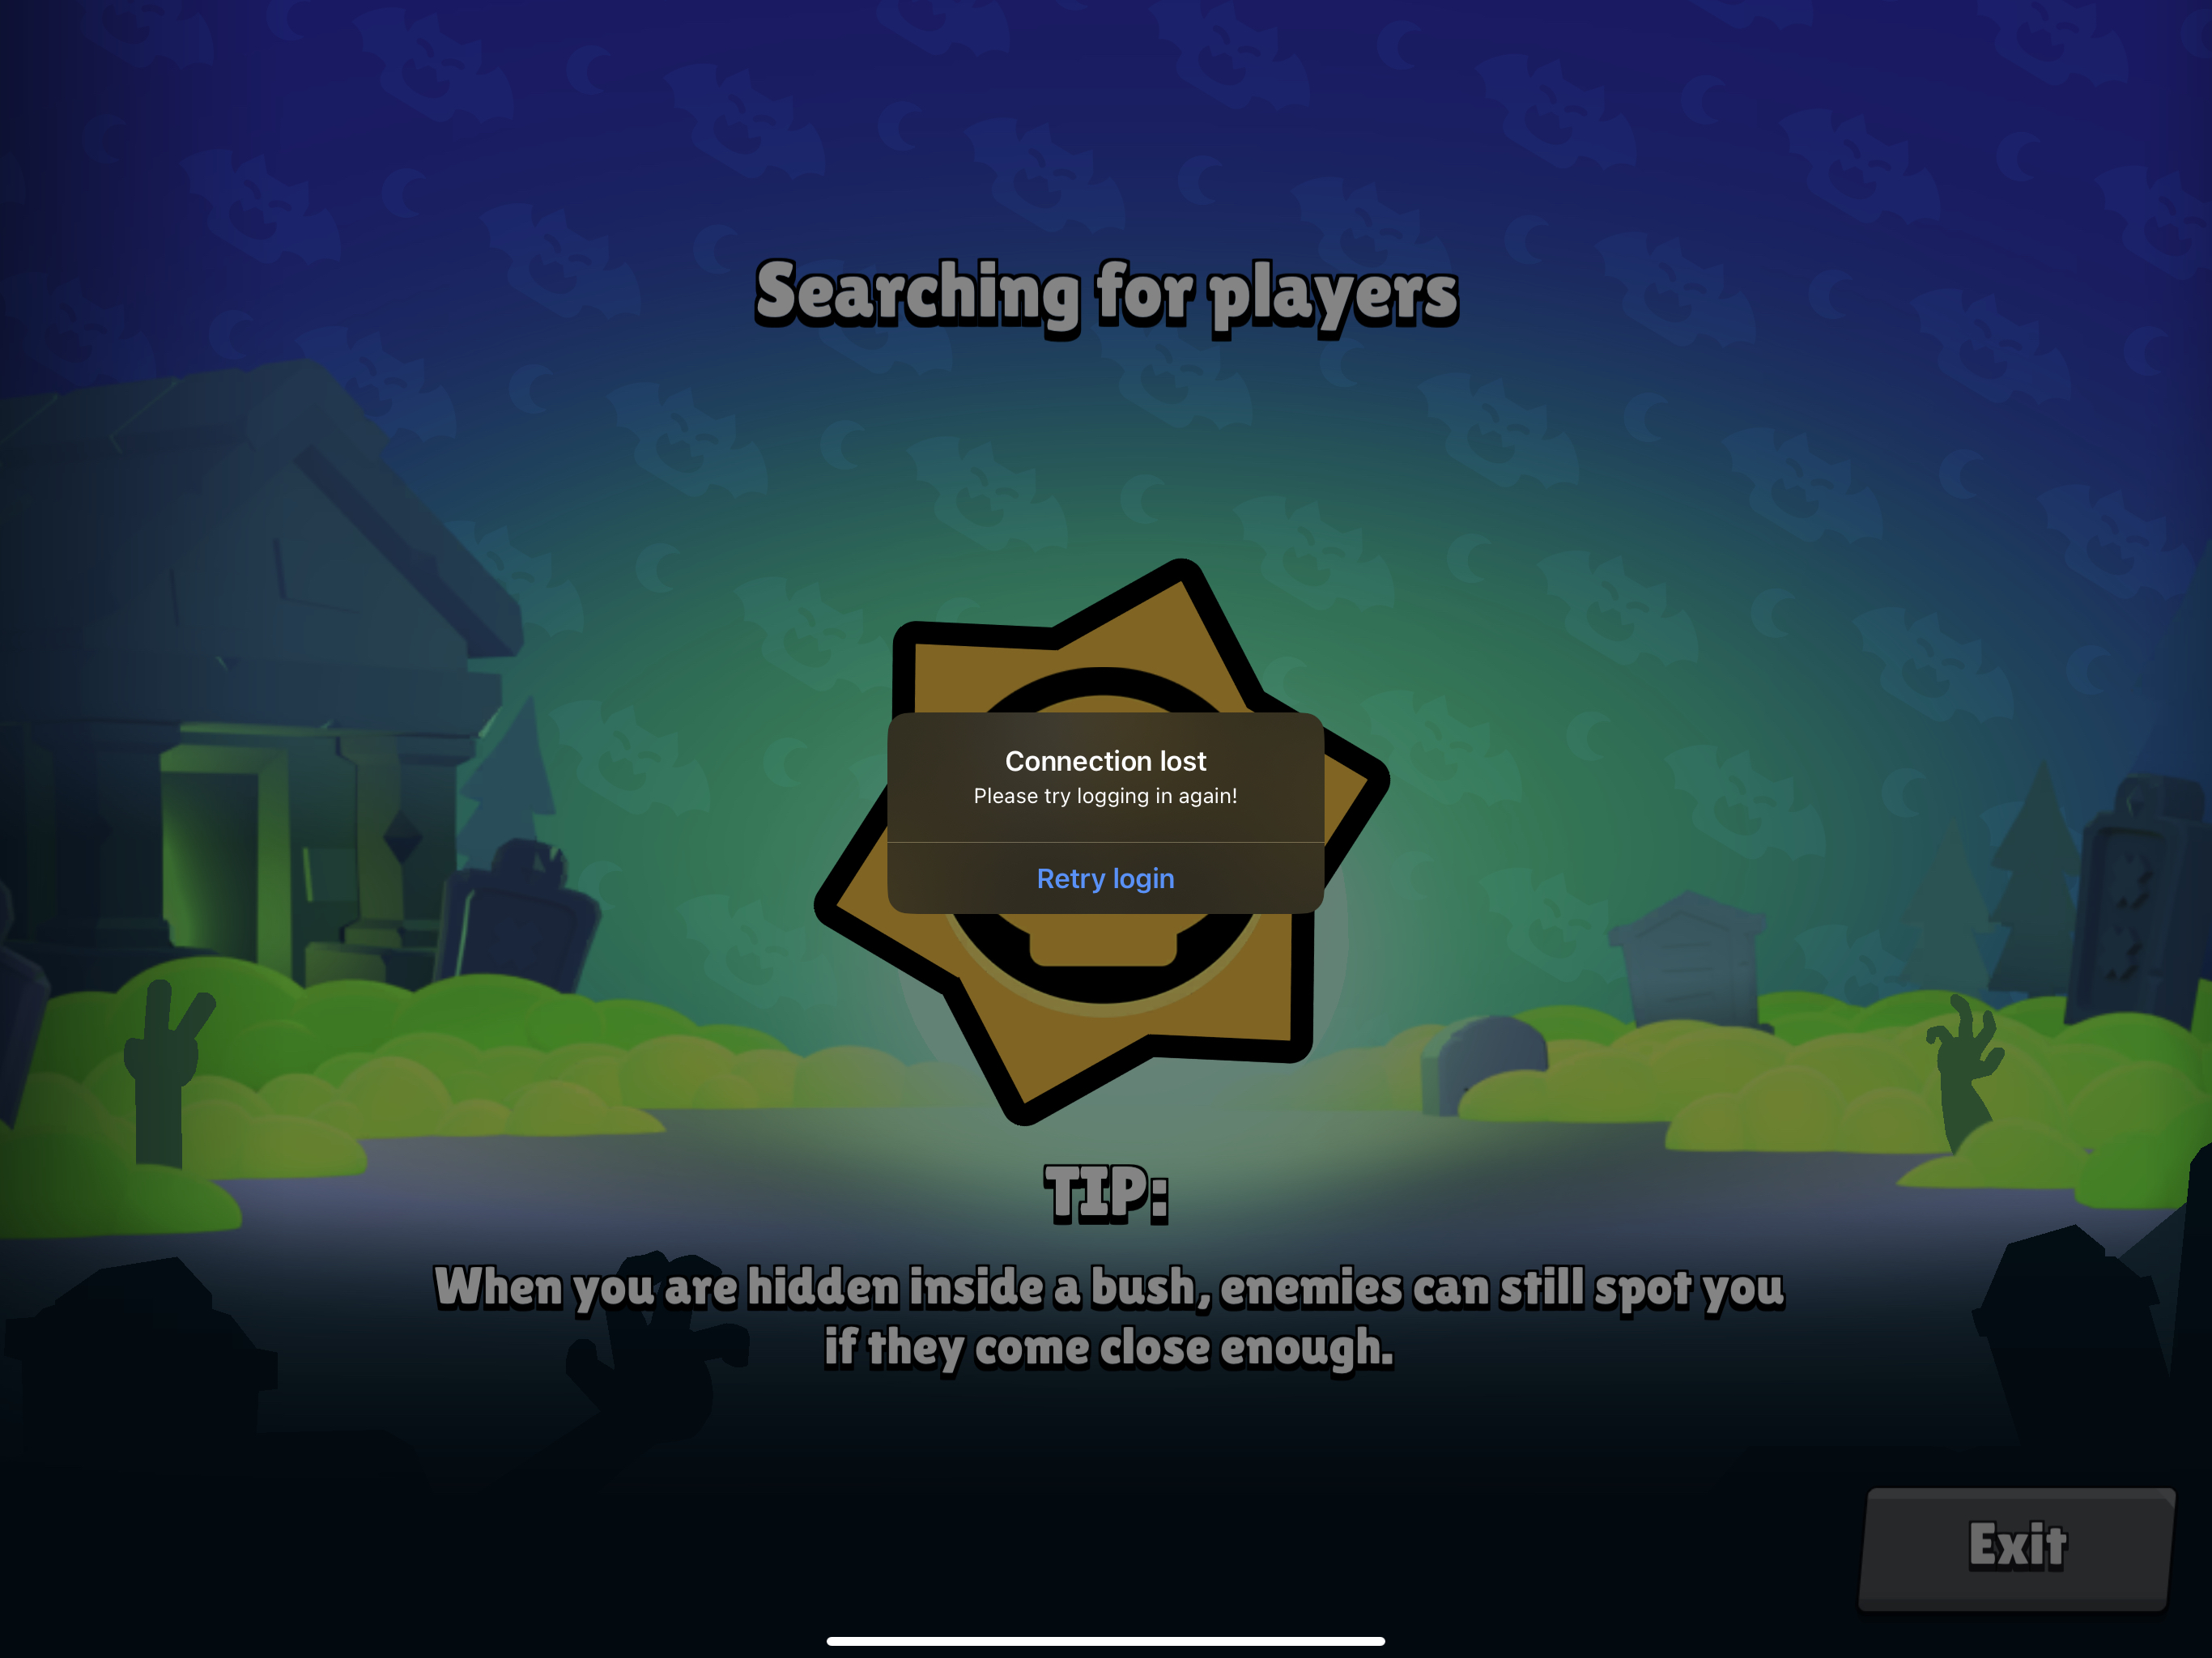 Searching for players
Connection lost
Please try logging in again!
Retry login
TIP:
When you are hidden inside a bush, enemies can still spot you
if they come close enough.
Exit